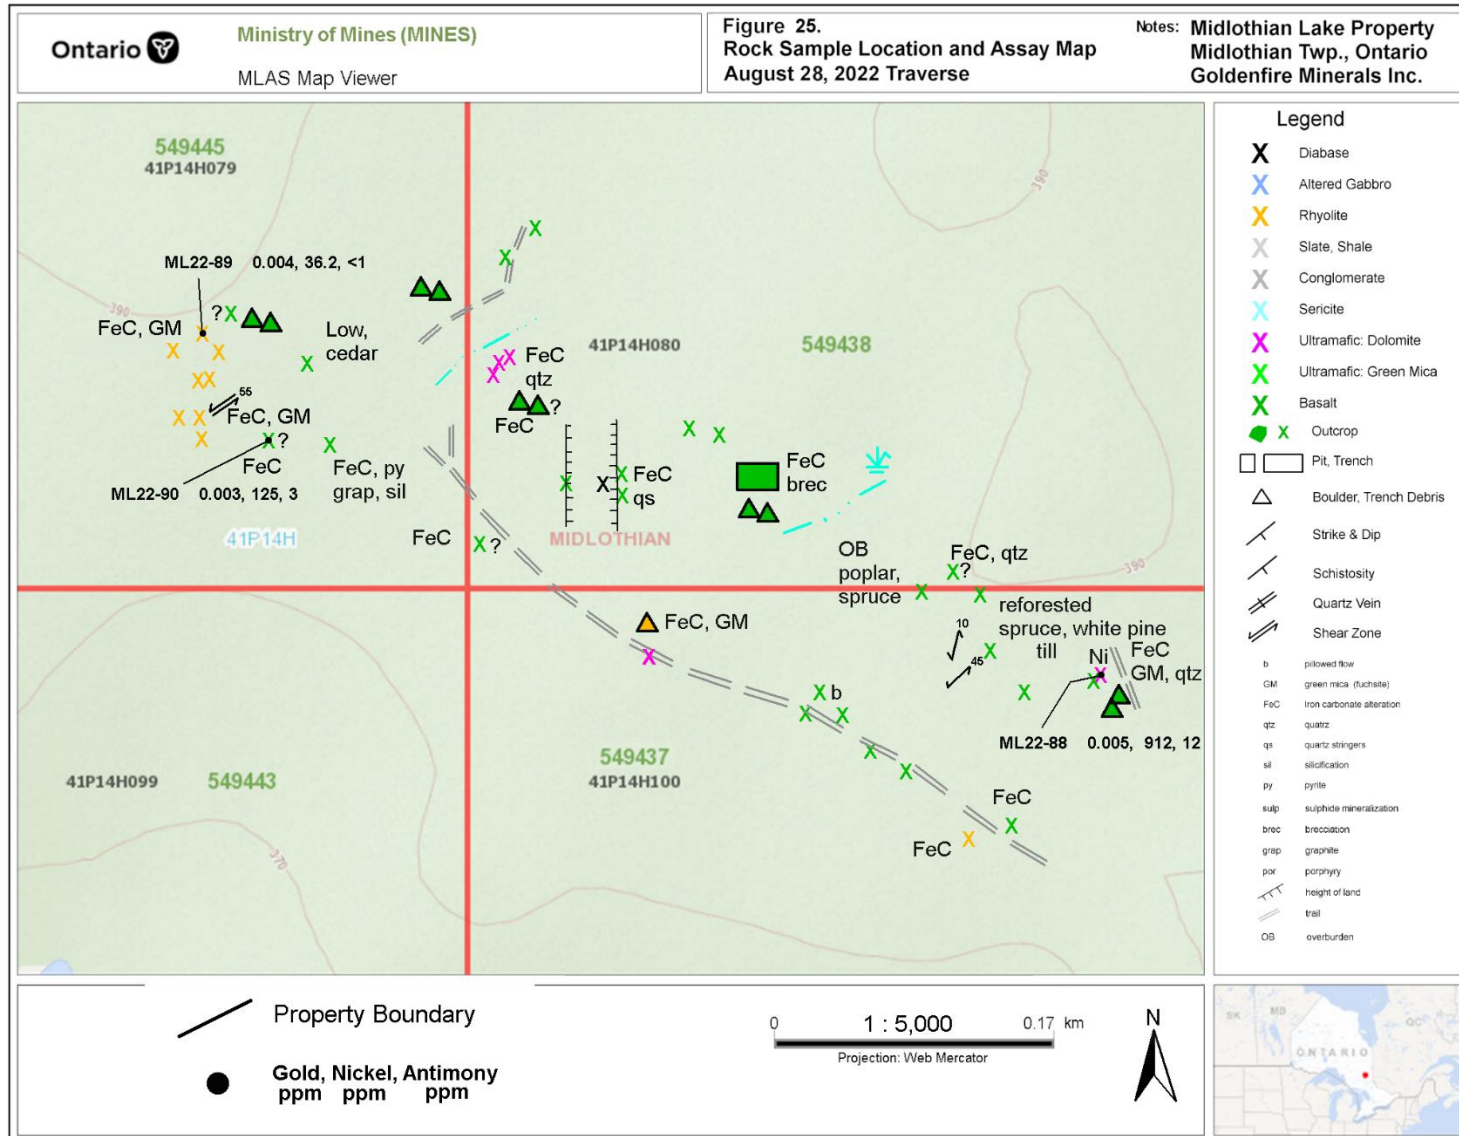 Ontario
Ministry of Mines (MINES)
MLAS Map Viewer
Figure 25.
Rock Sample Location and Assay Map
August 28, 2022 Traverse
Notes: Midlothian Lake Property
Midlothian Twp., Ontario
Goldenfire Minerals Inc.
549445
41P14H079
390
ML22-89 0.004, 36.2, <1
390
?
FeC, GM
Low,
cedar
FeC
qtz
41P14H080
549438
55
FeC, GM
?
FeC
?
FeC
FeC, py
grap, sil
FeC
qs
FeC
brec
ML22-90 0.003, 125, 3
41P14H
FeC
?
MIDLOTHIAN
OB
poplar,
spruce
FeC, qtz
?
390
FeC, GM
reforested
spruce, white pine
till
10
45
Ni
FeC
GM, qtz
b
ML22-88 0.005, 912, 12
549437
41P14H100
41P14H099
549443
FeC
FeC
370
Legend
X Diabase
X Altered Gabbro
X Rhyolite
X Slate, Shale
X Conglomerate
X Sericite
X Ultramafic: Dolomite
X Ultramafic: Green Mica
X Basalt
X Outcrop
Pit, Trench
Boulder, Trench Debris
Strike & Dip
Schistosity
Quartz Vein
Shear Zone
b pillowed flow
GM green mica (fuchsite)
FeC Iron carbonate alteration
qtz quatrz
qs quartz stringers
sil silicification
py pyrite
sulp sulphide mineralization
brec brecciation
grap graphite
por porphyry
height of land
trail
OB overburden
Property Boundary
Gold, Nickel, Antimony
ppm ppm ppm
0 1 : 5,000 0.17 km
Projection: Web Mercator
N
SK
MB
ONTARIO
QC